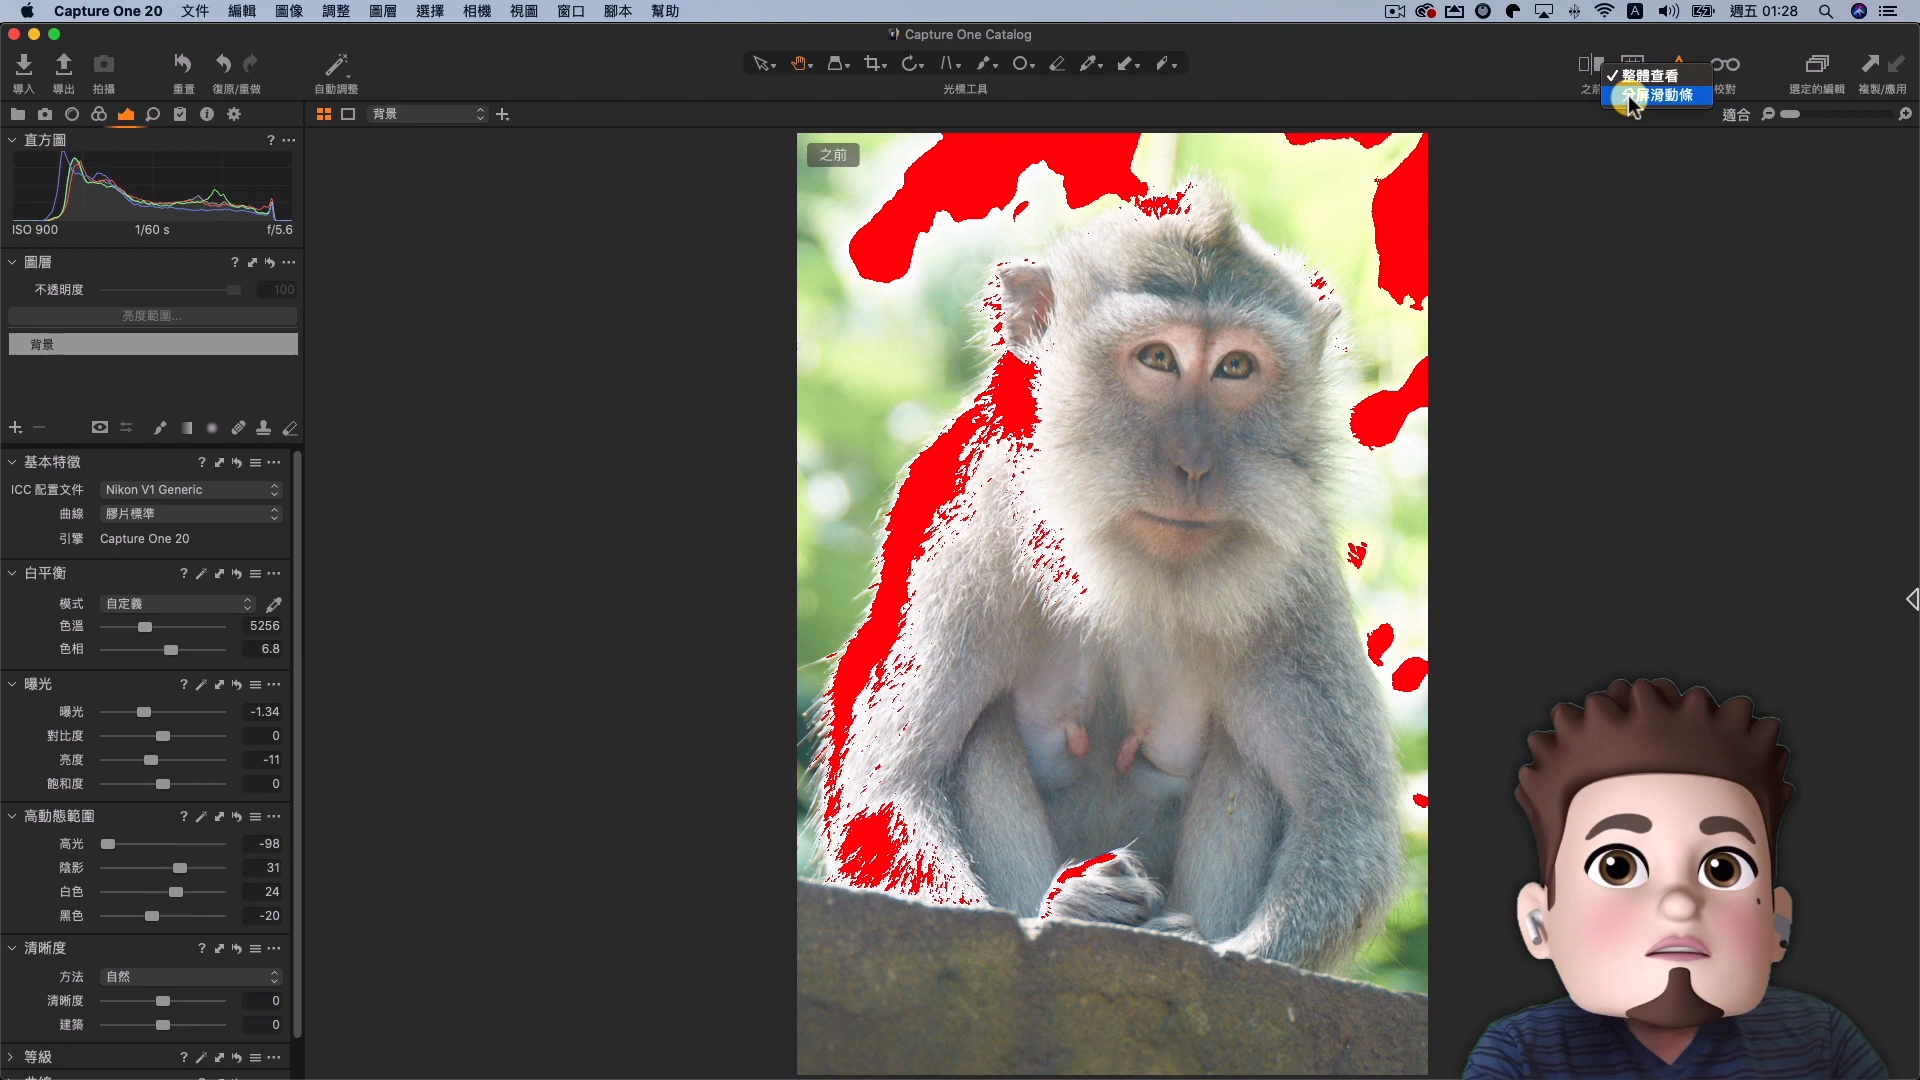 Capture One 20 文件 編輯 圖像 調整 圖層 選擇 相機 視圖 窗口 腳本 幫助 A 週五 01:28
Capture One Catalog
導入 導出 拍攝 重置 復原/重做 自動調整 光標工具 之前 校對 選定的編輯 複製/應用
整體查看
分屏滑動條
背景 適合
直方圖 ?
ISO 900 1/60 s f/5.6
圖層 ?
不透明度 100
亮度範圍...
背景
基本特徵 ?
ICC 配置文件 Nikon V1 Generic
曲線 膠片標準
引擎 Capture One 20
白平衡 ?
模式 自定義
色溫 5256
色相 6.8
曝光 ?
曝光 -1.34
對比度 0
亮度 -11
飽和度 0
高動態範圍 ?
高光 -98
陰影 31
白色 24
黑色 -20
清晰度 ?
方法 自然
清晰度 0
建築 0
等級 ?
之前